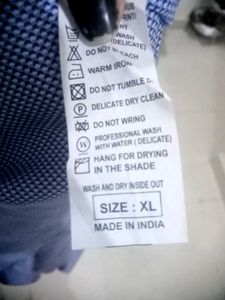 WASH
(DELICATE)
DO NOT BLEACH
WARM IRON
DO NOT TUMBLE D
P DELICATE DRY CLEAN
DO NOT WRING
W PROFESSIONAL WASH
WITH WATER ( DELICATE)
HANG FOR DRYING
IN THE SHADE
WASH AND DRY INSIDE OUT
SIZE : XL
MADE IN INDIA